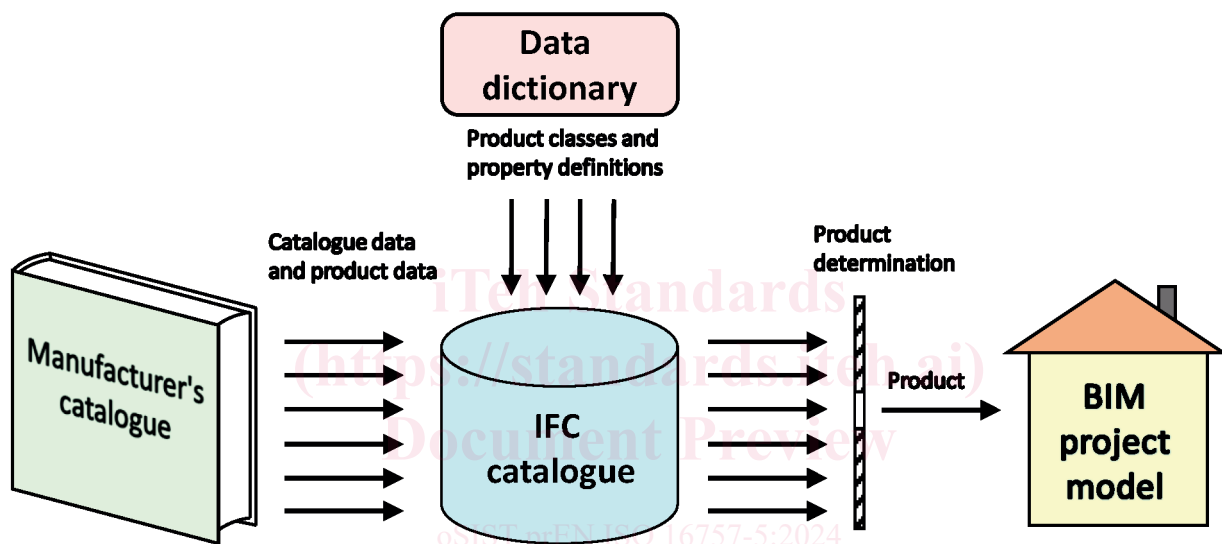 Data
dictionary
Product classes and
property definitions
Catalogue data
and product data
Product
determination
iTeh Standards
(https://standards.iteh.ai)
Document Preview
Manufacturer's
catalogue
IFC
catalogue
Product
BIM
project
model
oSIST prEN ISO 16757-5:2024